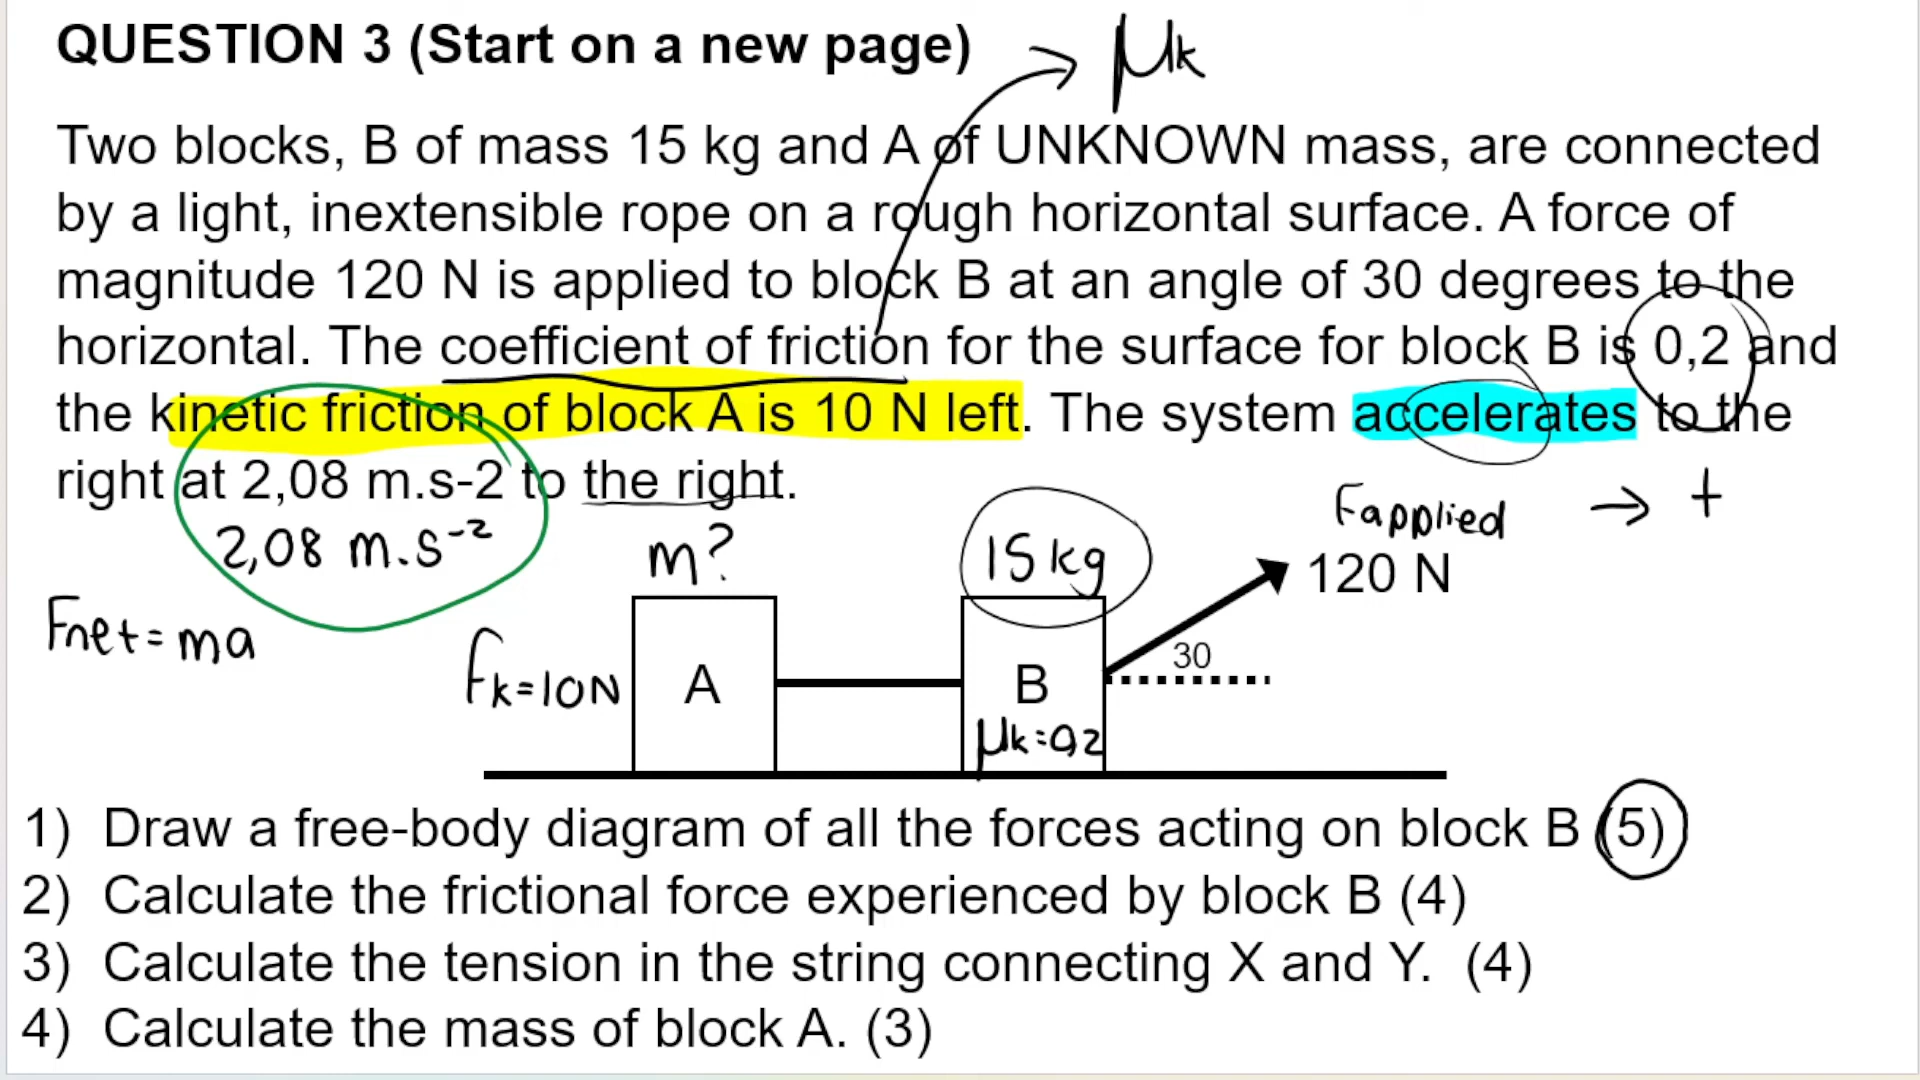 QUESTION 3 (Start on a new page)
μk
Two blocks, B of mass 15 kg and A of UNKNOWN mass, are connected
by a light, inextensible rope on a rough horizontal surface. A force of
magnitude 120 N is applied to block B at an angle of 30 degrees to the
horizontal. The coefficient of friction for the surface for block B is 0,2 and
the kinetic friction of block A is 10 N left. The system accelerates to the
right at 2,08 m.s-2 to the right.
Fapplied → +
2,08 m.s⁻²
m?
15kg
120 N
Fnet = ma
fk=10N
A
B
30
μk=0,2
1) Draw a free-body diagram of all the forces acting on block B (5)
2) Calculate the frictional force experienced by block B (4)
3) Calculate the tension in the string connecting X and Y. (4)
4) Calculate the mass of block A. (3)